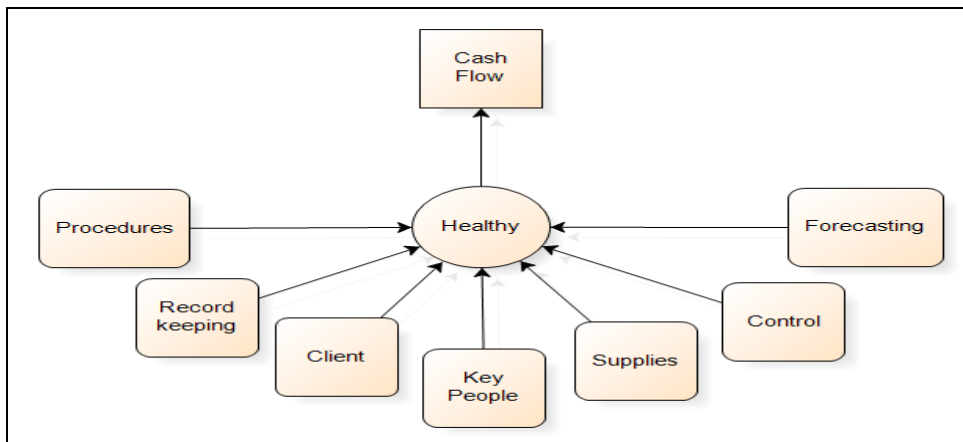 Cash
Flow
Procedures
Healthy
Forecasting
Record
keeping
Client
Key
People
Supplies
Control